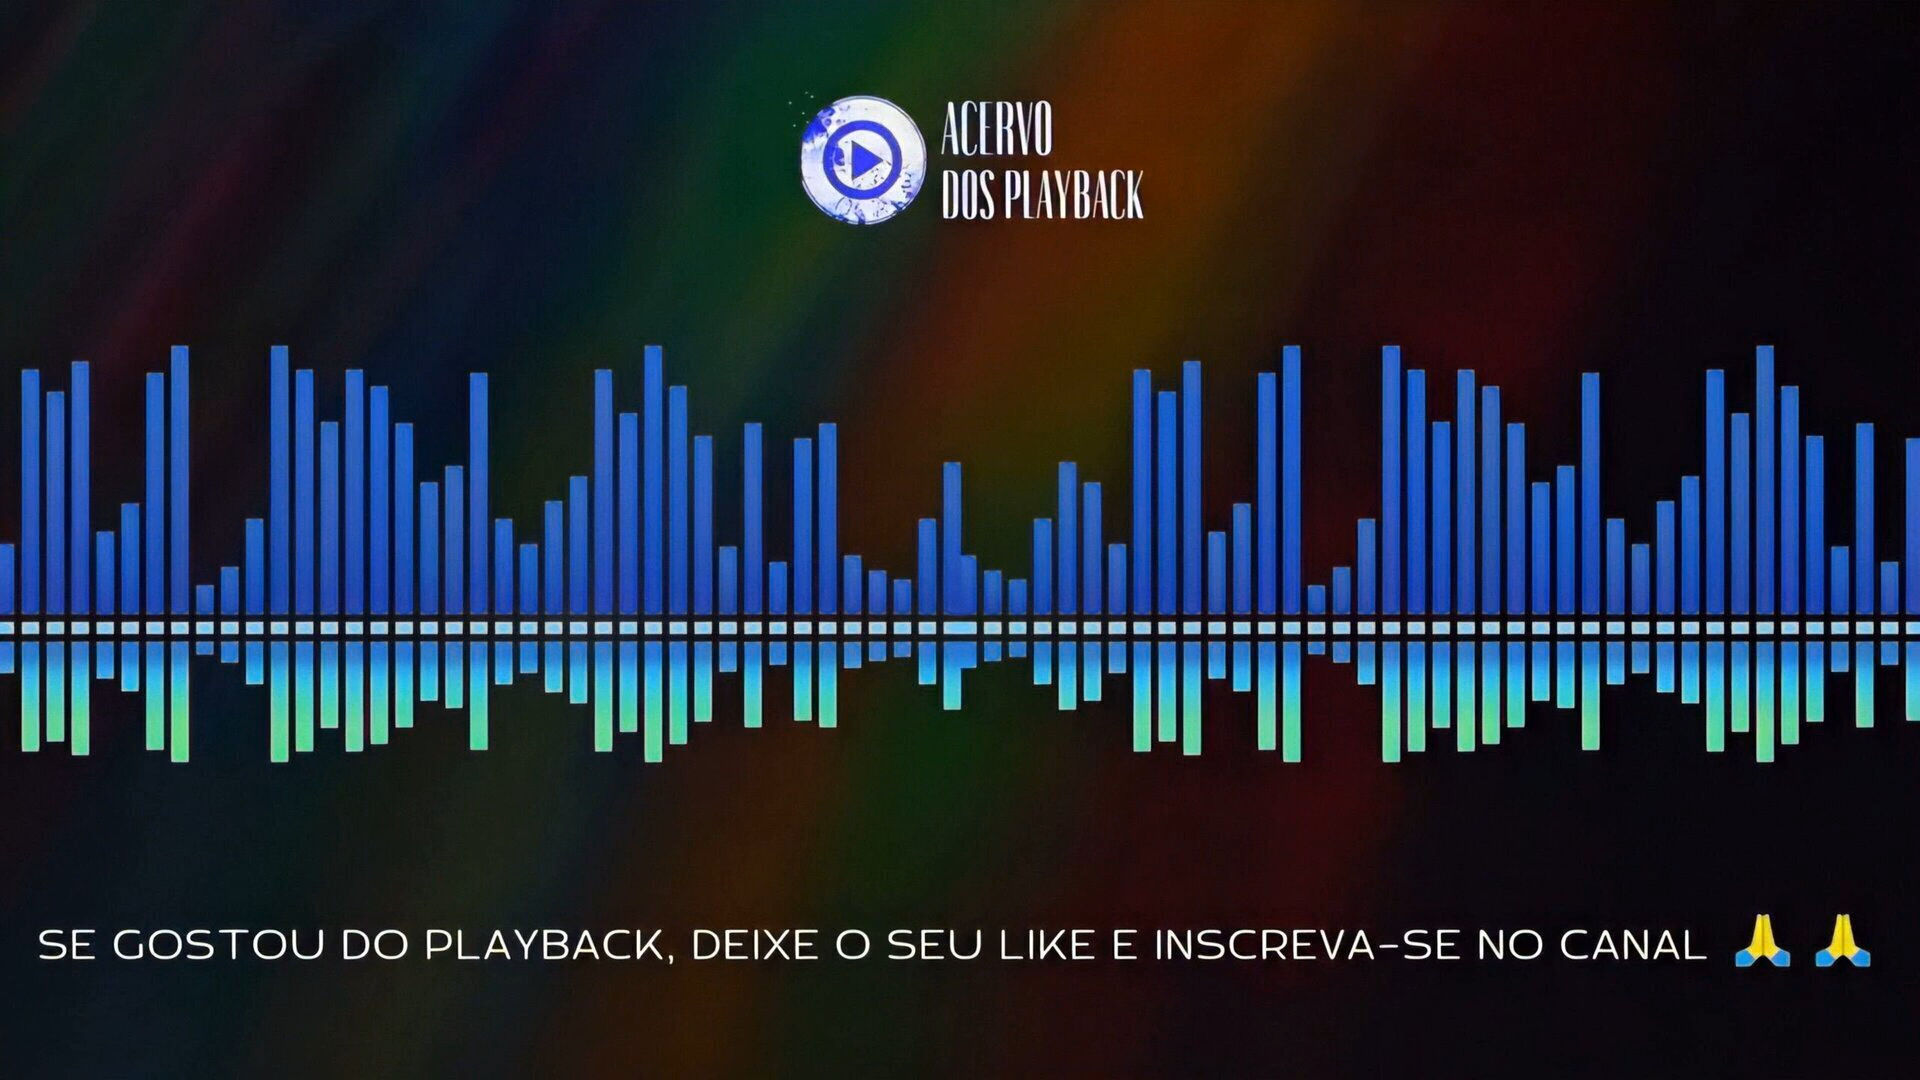 ACERVO
DOS PLAYBACK
SE GOSTOU DO PLAYBACK, DEIXE O SEU LIKE E INSCREVA-SE NO CANAL 🙏 🙏